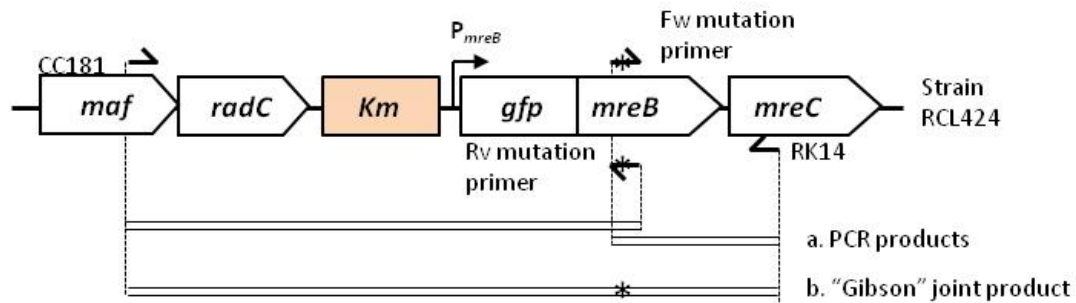 Fw mutation
primer
P mreB
CC181
maf
radC
Km
gfp
mreB
mreC
Strain
RCL424
Rv mutation
primer
RK14
a. PCR products
b. “Gibson” joint product